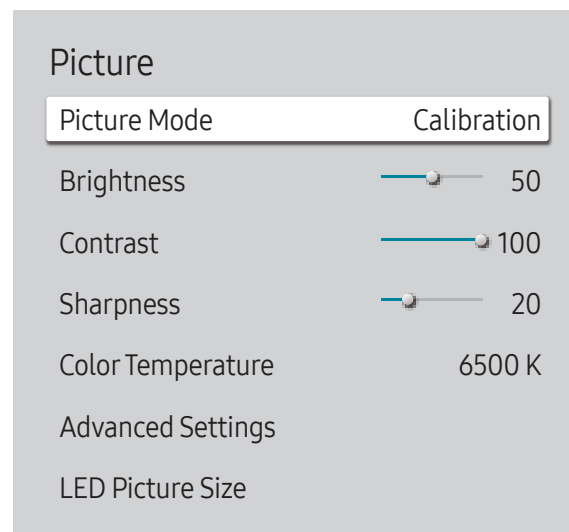 Picture
Picture Mode Calibration
Brightness 50
Contrast 100
Sharpness 20
Color Temperature 6500 K
Advanced Settings
LED Picture Size